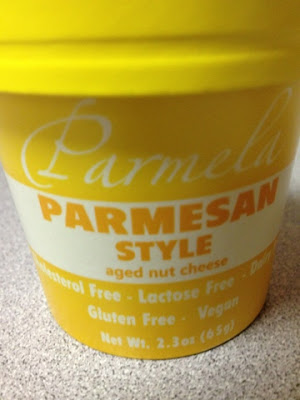 Parmela
PARMESAN
STYLE
aged nut cheese
Free - Lactose Free -
Gluten Free - Vegan
Net Wt. 2.3oz (65g)